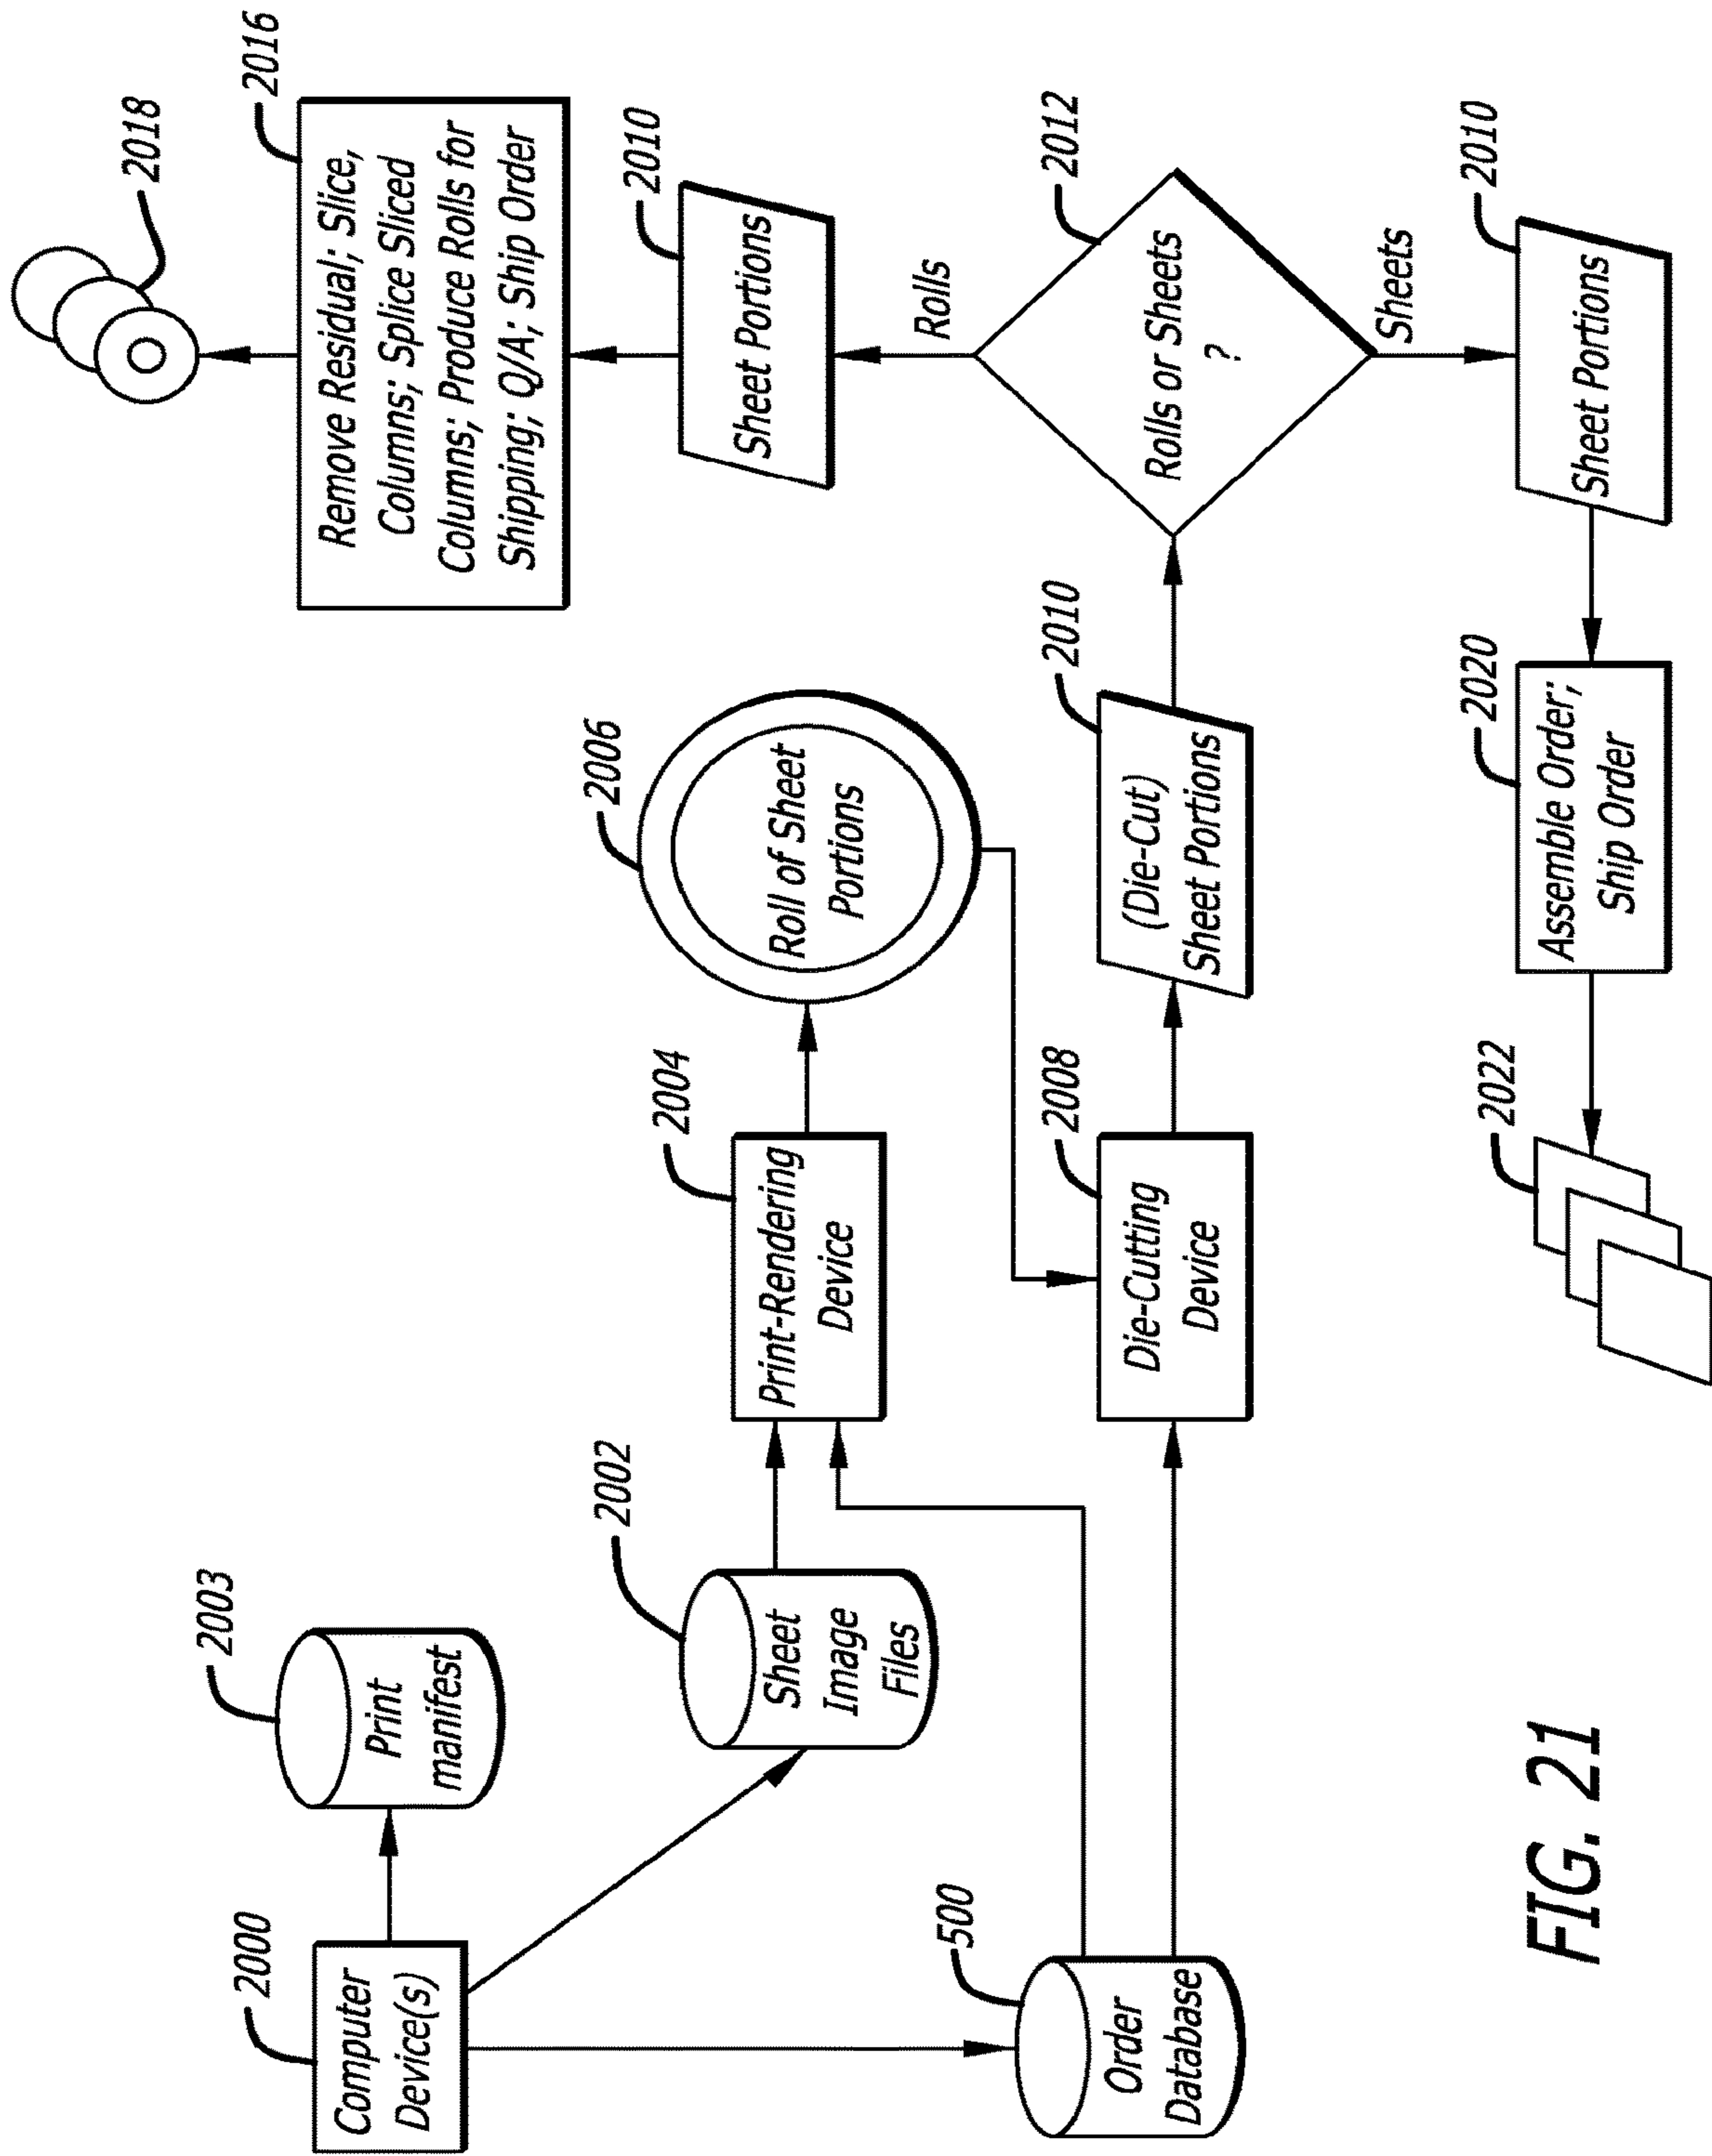 2000
Computer
Device(s)
2003
Print
manifest
2002
Sheet
Image
Files
500
Order
Database
2004
Print-Rendering
Device
2006
Roll of Sheet
Portions
2008
Die-Cutting
Device
2010
(Die-Cut)
Sheet Portions
2012
Rolls or Sheets
?
Rolls
2010
Sheet Portions
2016
Remove Residual; Slice,
Columns; Splice Sliced
Columns; Produce Rolls for
Shipping; Q/A; Ship Order
2018
Sheets
2010
Sheet Portions
2020
Assemble Order;
Ship Order
2022
FIG. 21